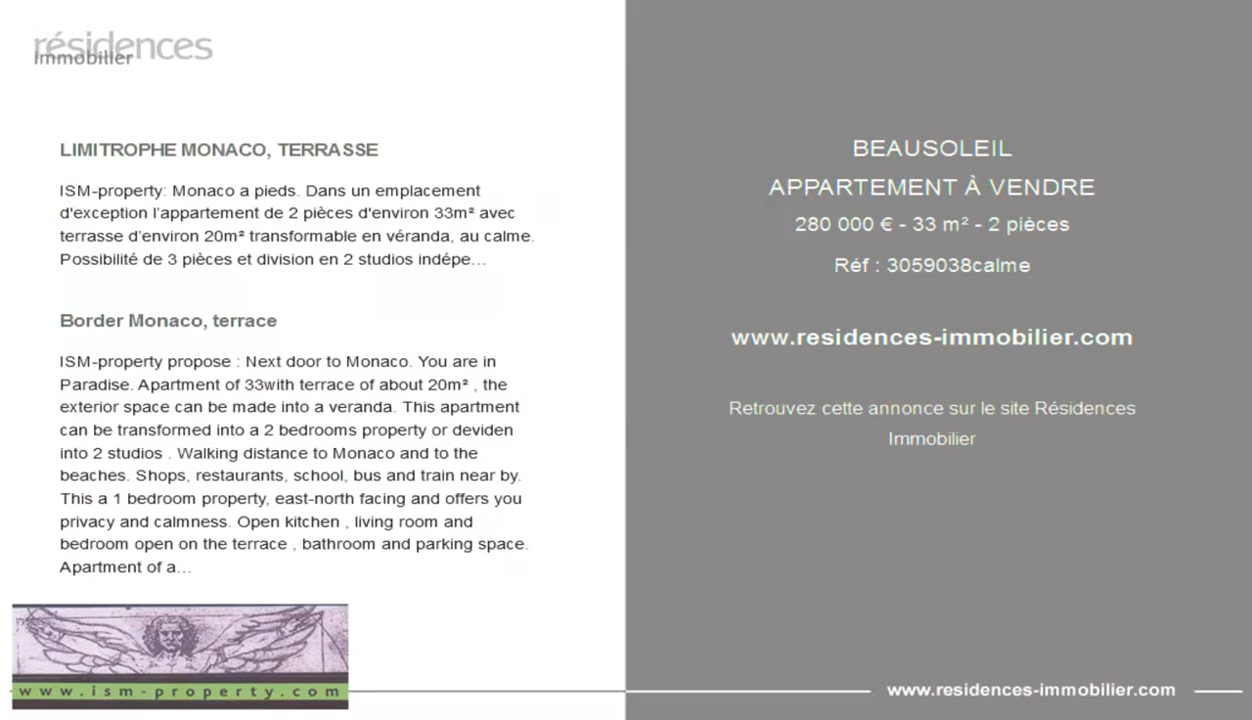 résidences
immobilier
LIMITROPHE MONACO, TERRASSE
ISM-property: Monaco a pieds. Dans un emplacement
d'exception l'appartement de 2 pièces d'environ 33m² avec
terrasse d'environ 20m² transformable en véranda, au calme.
Possibilité de 3 pièces et division en 2 studios indépe...
Border Monaco, terrace
ISM-property propose : Next door to Monaco. You are in
Paradise. Apartment of 33with terrace of about 20m² , the
exterior space can be made into a veranda. This apartment
can be transformed into a 2 bedrooms property or deviden
into 2 studios . Walking distance to Monaco and to the
beaches. Shops, restaurants, school, bus and train near by.
This a 1 bedroom property, east-north facing and offers you
privacy and calmness. Open kitchen , living room and
bedroom open on the terrace , bathroom and parking space.
Apartment of a...
www.ism-property.com
BEAUSOLEIL
APPARTEMENT À VENDRE
280 000 € - 33 m² - 2 pièces
Réf : 3059038calme
www.residences-immobilier.com
Retrouvez cette annonce sur le site Résidences
Immobilier
www.residences-immobilier.com